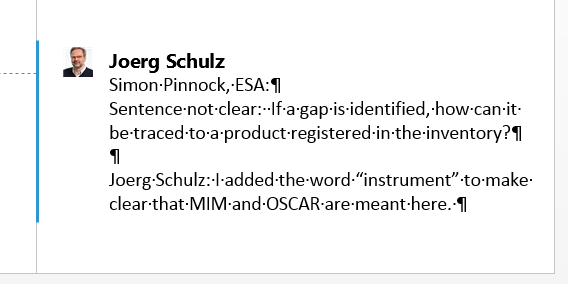 Joerg Schulz
Simon·Pinnock,·ESA:¶
Sentence·not·clear:··If·a·gap·is·identified,·how·can·it·
be·traced·to·a·product·registered·in·the·inventory?¶
¶
Joerg·Schulz:·I·added·the·word·“instrument”·to·make·
clear·that·MIM·and·OSCAR·are·meant·here.·¶